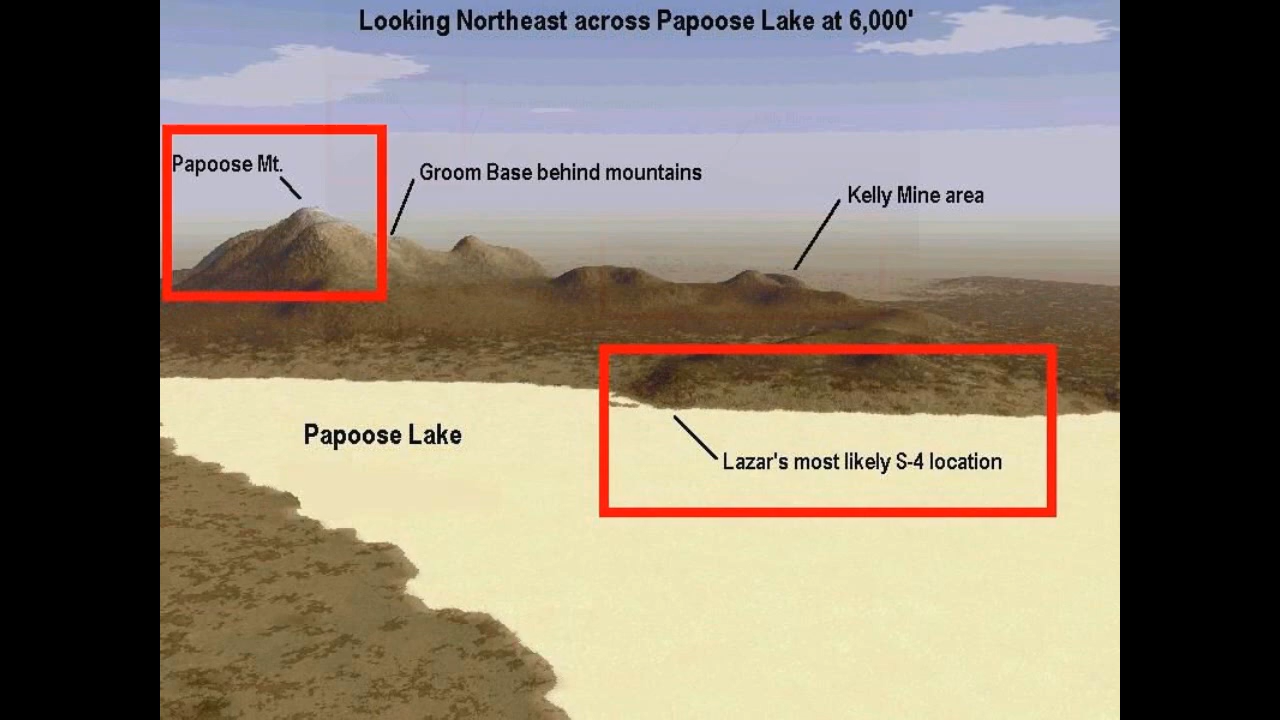 Looking Northeast across Papoose Lake at 6,000'
Papoose Mt.
Groom Base behind mountains
Kelly Mine area
Papoose Lake
Lazar's most likely S-4 location